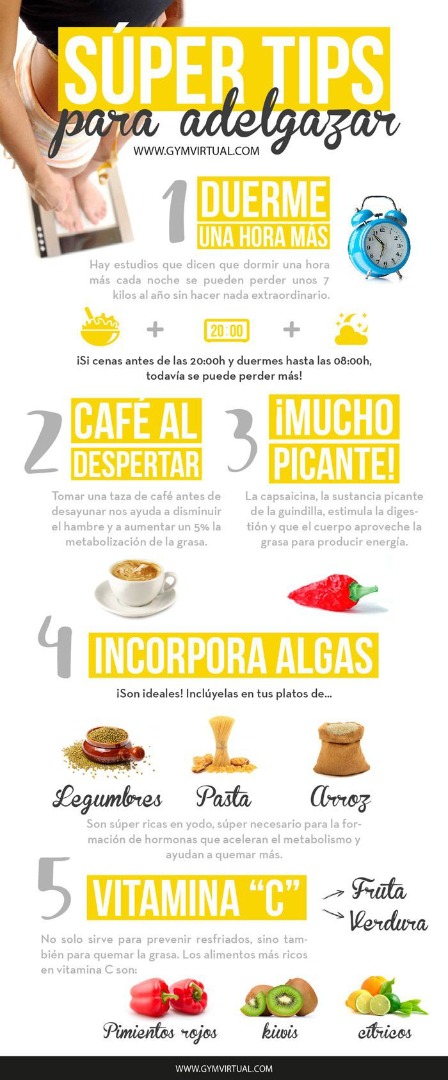 SÚPER TIPS
para adelgazar
WWW.GYMVIRTUAL.COM
1 DUERME
UNA HORA MÁS
Hay estudios que dicen que dormir una hora
más cada noche se pueden perder unos 7
kilos al año sin hacer nada extraordinario.
+ 20:00 +
¡Si cenas antes de las 20:00h y duermes hasta las 08:00h,
todavía se puede perder más!
2 CAFÉ AL
DESPERTAR
Tomar una taza de café antes de
desayunar nos ayuda a disminuir
el hambre y a aumentar un 5% la
metabolización de la grasa.
3 ¡MUCHO
PICANTE!
La capsaicina, la sustancia picante
de la guindilla, estimula la diges-
tión y que el cuerpo aproveche la
grasa para producir energía.
4 INCORPORA ALGAS
¡Son ideales! Inclúyelas en tus platos de...
Legumbres Pasta Arroz
Son súper ricas en yodo, súper necesario para la for-
mación de hormonas que aceleran el metabolismo y
ayudan a quemar más.
5 VITAMINA “C”
Fruta
Verdura
No solo sirve para prevenir resfriados, sino tam-
bién para quemar la grasa. Los alimentos más ricos
en vitamina C son:
Pimientos rojos kiwis cítricos
WWW.GYMVIRTUAL.COM